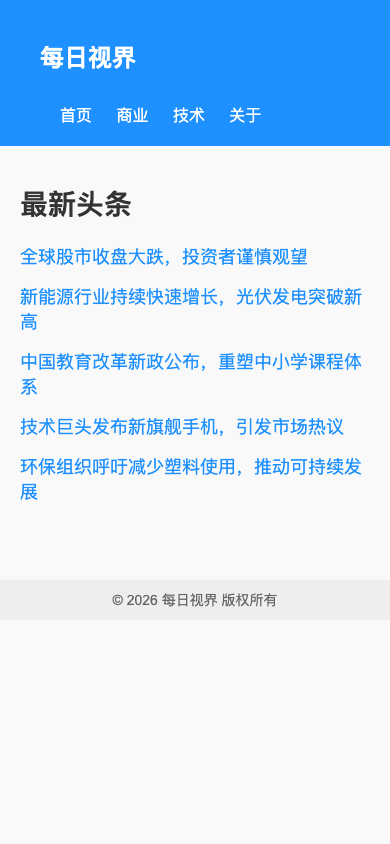 每日视界
首页 商业 技术 关于
最新头条
全球股市收盘大跌，投资者谨慎观望
新能源行业持续快速增长，光伏发电突破新
高
中国教育改革新政公布，重塑中小学课程体
系
技术巨头发布新旗舰手机，引发市场热议
环保组织呼吁减少塑料使用，推动可持续发
展
© 2026 每日视界 版权所有